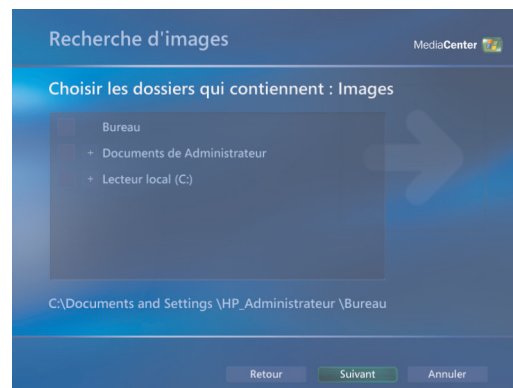 Recherche d'images
MediaCenter
Choisir les dossiers qui contiennent : Images
Bureau
+ Documents de Administrateur
+ Lecteur local (C:)
C:\Documents and Settings \HP_Administrateur \Bureau
Retour
Suivant
Annuler